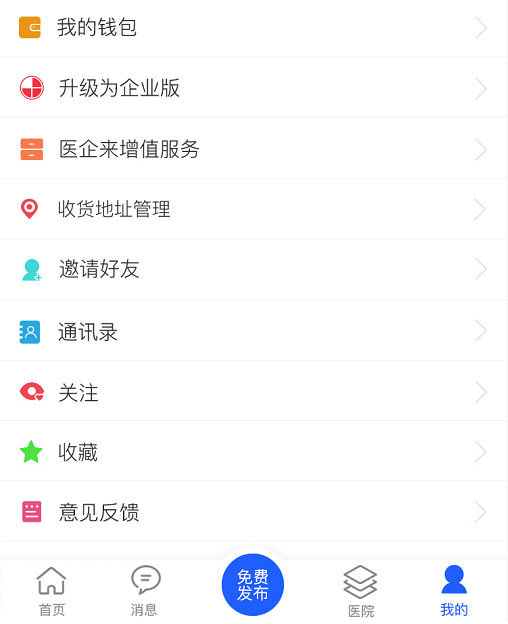 我的钱包
升级为企业版
医企来增值服务
收货地址管理
邀请好友
通讯录
关注
收藏
意见反馈
免费
发布
首页
消息
医院
我的